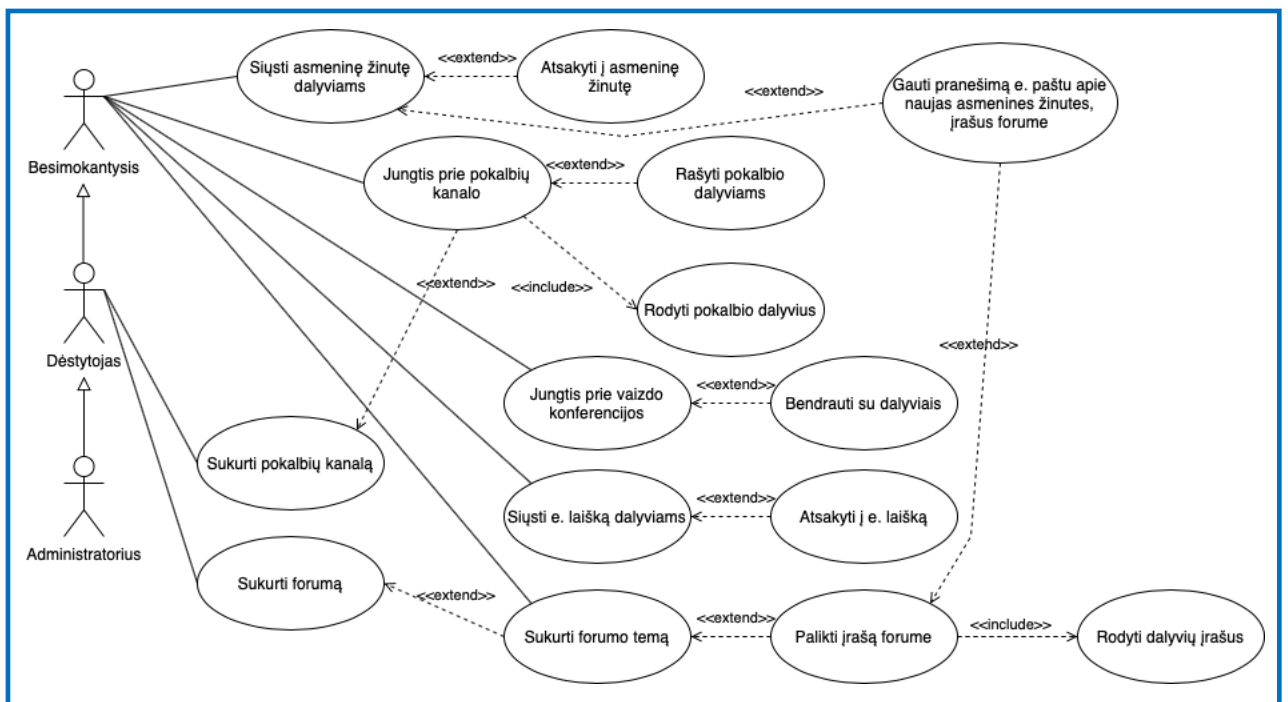 Siųsti asmeninę žinutę
dalyviams
<<extend>>
Atsakyti į asmeninę
žinutę
<<extend>>
Gauti pranešimą e. paštu apie
naujas asmenines žinutes,
įrašus forume
Besimokantysis
Jungtis prie pokalbių
kanalo
<<extend>>
Rašyti pokalbio
dalyviams
<<extend>>
<<include>>
Rodyti pokalbio dalyvius
<<extend>>
Dėstytojas
Jungtis prie vaizdo
konferencijos
<<extend>>
Bendrauti su dalyviais
Sukurti pokalbių kanalą
Siųsti e. laišką dalyviams
<<extend>>
Atsakyti į e. laišką
Administratorius
Sukurti forumą
<<extend>>
Sukurti forumo temą
<<extend>>
Palikti įrašą forume
<<include>>
Rodyti dalyvių įrašus